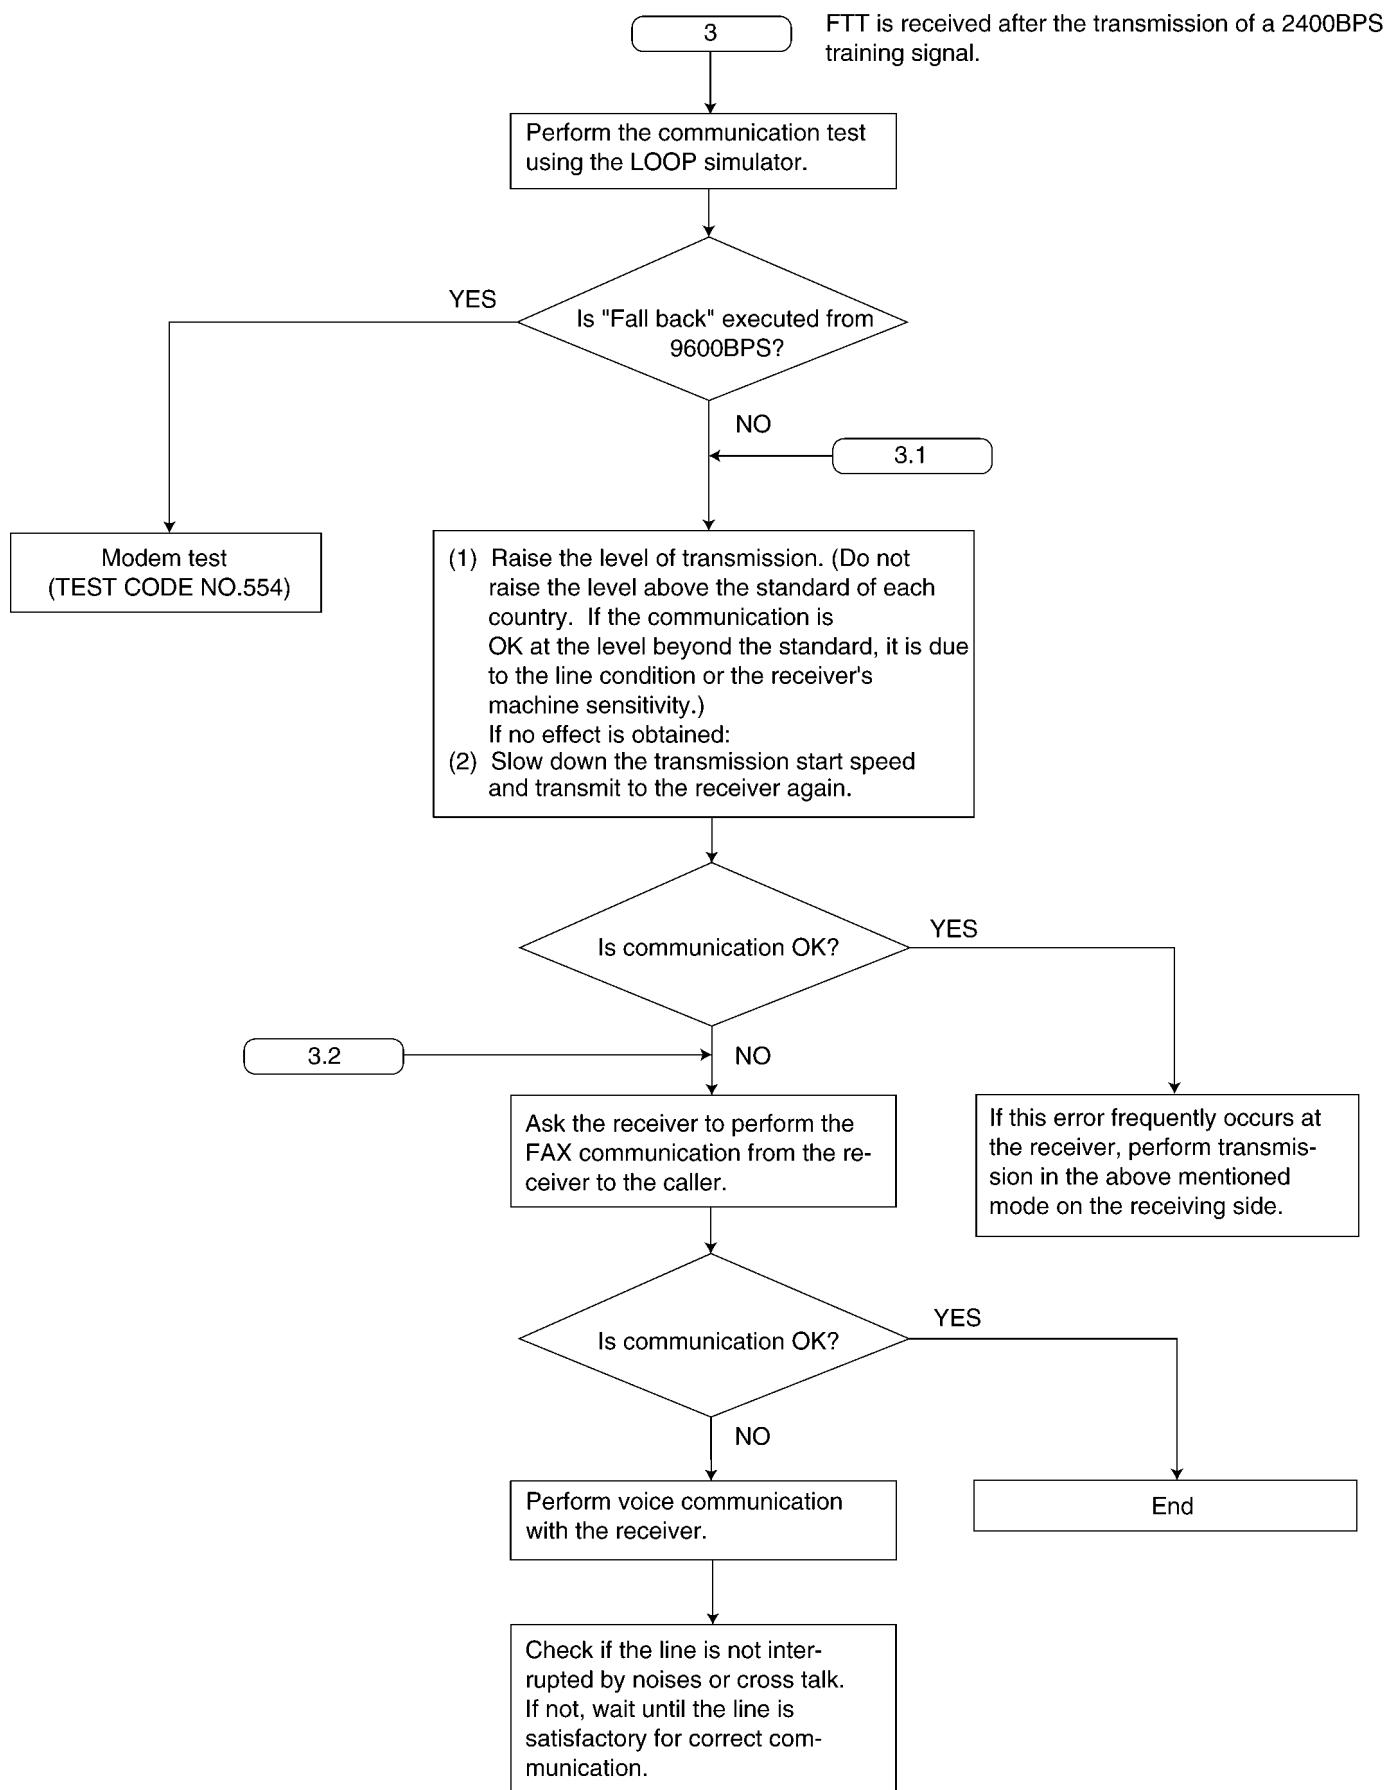 3
FTT is received after the transmission of a 2400BPS
training signal.
Perform the communication test
using the LOOP simulator.
YES
Is "Fall back" executed from
9600BPS?
NO
3.1
Modem test
(TEST CODE NO.554)
(1) Raise the level of transmission. (Do not
raise the level above the standard of each
country. If the communication is
OK at the level beyond the standard, it is due
to the line condition or the receiver's
machine sensitivity.)
If no effect is obtained:
(2) Slow down the transmission start speed
and transmit to the receiver again.
Is communication OK?
YES
3.2
NO
Ask the receiver to perform the
FAX communication from the re-
ceiver to the caller.
If this error frequently occurs at
the receiver, perform transmis-
sion in the above mentioned
mode on the receiving side.
Is communication OK?
YES
NO
Perform voice communication
with the receiver.
End
Check if the line is not inter-
rupted by noises or cross talk.
If not, wait until the line is
satisfactory for correct com-
munication.